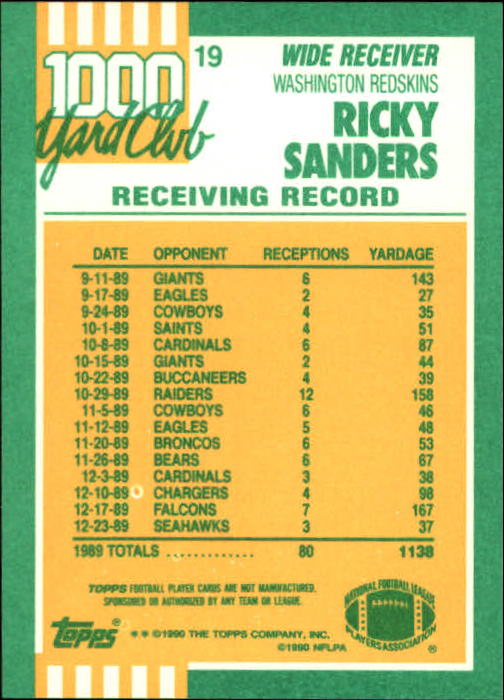 1000
Yard Club
19
WIDE RECEIVER
WASHINGTON REDSKINS
RICKY
SANDERS
RECEIVING RECORD
DATE OPPONENT RECEPTIONS YARDAGE
9-11-89 GIANTS 6 143
9-17-89 EAGLES 2 27
9-24-89 COWBOYS 4 35
10-1-89 SAINTS 4 51
10-8-89 CARDINALS 6 87
10-15-89 GIANTS 2 44
10-22-89 BUCCANEERS 4 39
10-29-89 RAIDERS 12 158
11-5-89 COWBOYS 6 46
11-12-89 EAGLES 5 48
11-20-89 BRONCOS 6 53
11-26-89 BEARS 6 67
12-3-89 CARDINALS 3 38
12-10-89 CHARGERS 4 98
12-17-89 FALCONS 7 167
12-23-89 SEAHAWKS 3 37
1989 TOTALS .............. 80 1138
TOPPS FOOTBALL PLAYER CARDS ARE NOT MANUFACTURED,
SPONSORED OR AUTHORIZED BY ANY TEAM OR LEAGUE.
topps®
* * ©1990 THE TOPPS COMPANY, INC.
©1990 NFLPA
NATIONAL FOOTBALL LEAGUE
PLAYERS ASSOCIATION ®